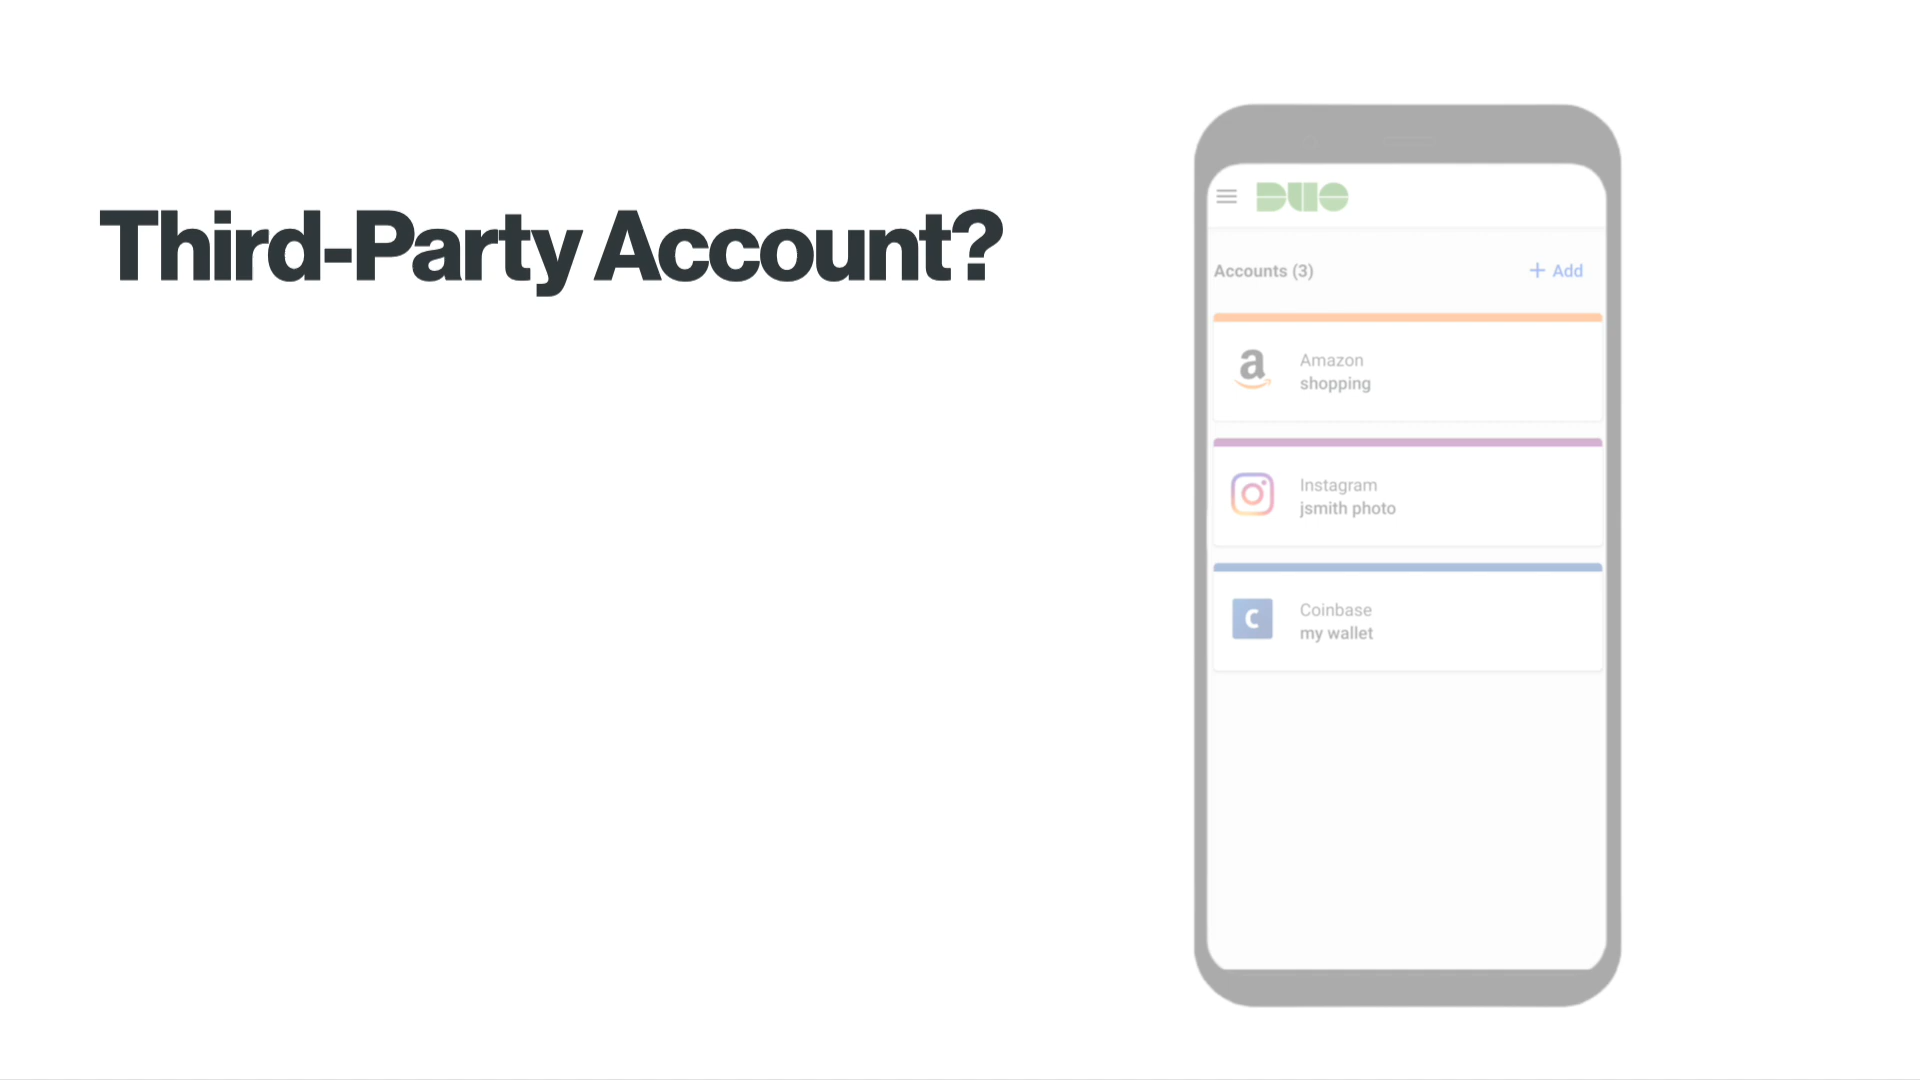 Third-Party Account?
DUO
Accounts (3)
+ Add
a
Amazon
shopping
Instagram
jsmith photo
C
Coinbase
my wallet